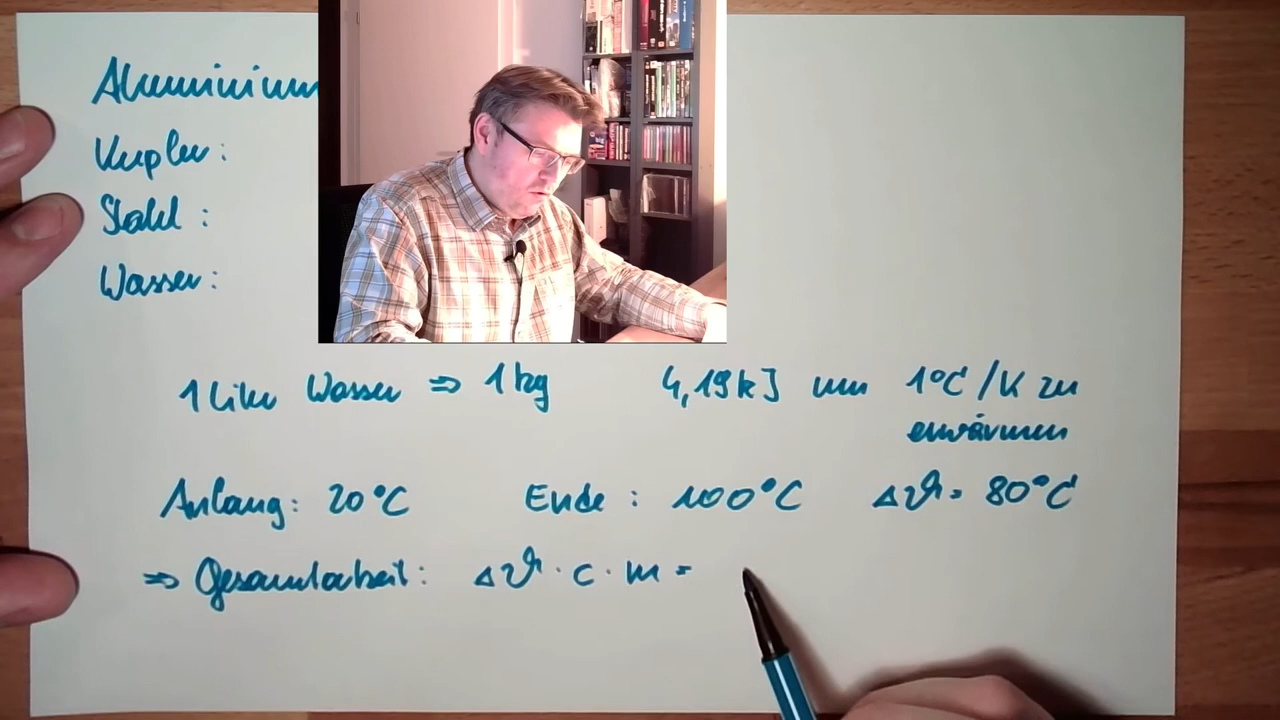 Aluminium
Kupfer:
Stahl:
Wasser:
1 Liter Wasser ⇒ 1 kg 4,19 kJ um 1°C/K zu
erwärmen
Anfang: 20°C Ende: 100°C Δϑ = 80°C
⇒ Gesamtarbeit: Δϑ · c · m =